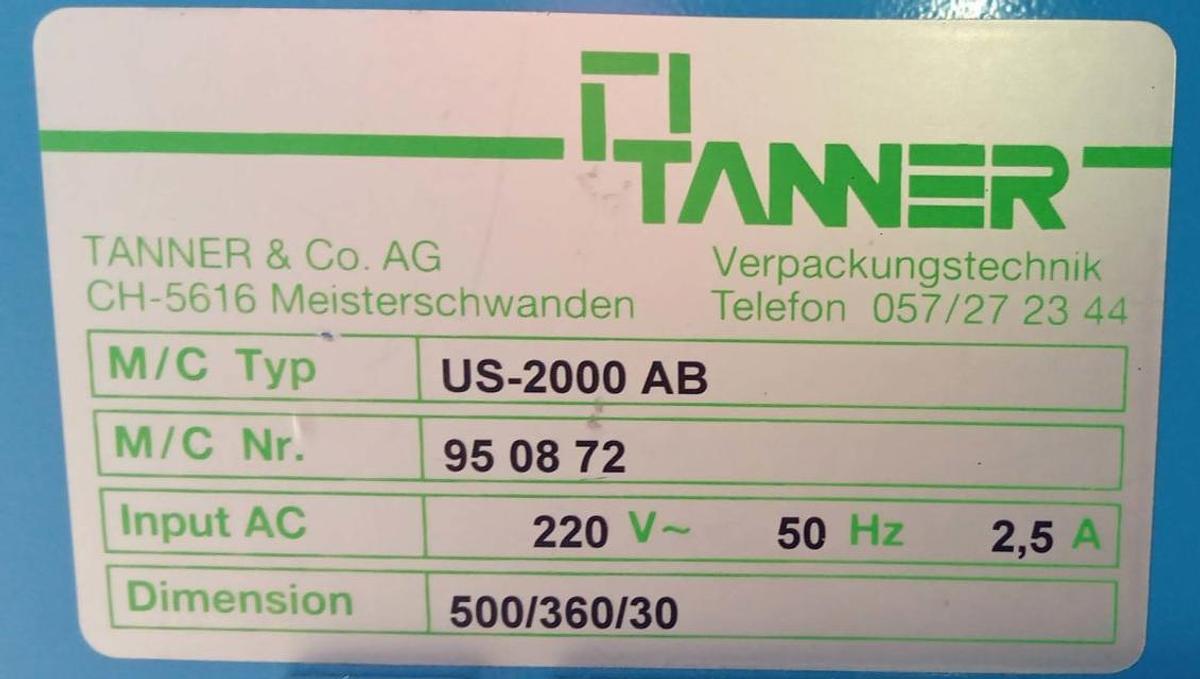 TANNER
TANNER & Co. AG
CH-5616 Meisterschwanden
Verpackungstechnik
Telefon 057/27 23 44
M/C Typ US-2000 AB
M/C Nr. 95 08 72
Input AC 220 V~ 50 Hz 2,5 A
Dimension 500/360/30